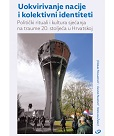 Uokvirivanje nacije
i kolektivni identiteti
Politički rituali i kultura sjećanja
na traume 20. stoljeća u Hrvatskoj